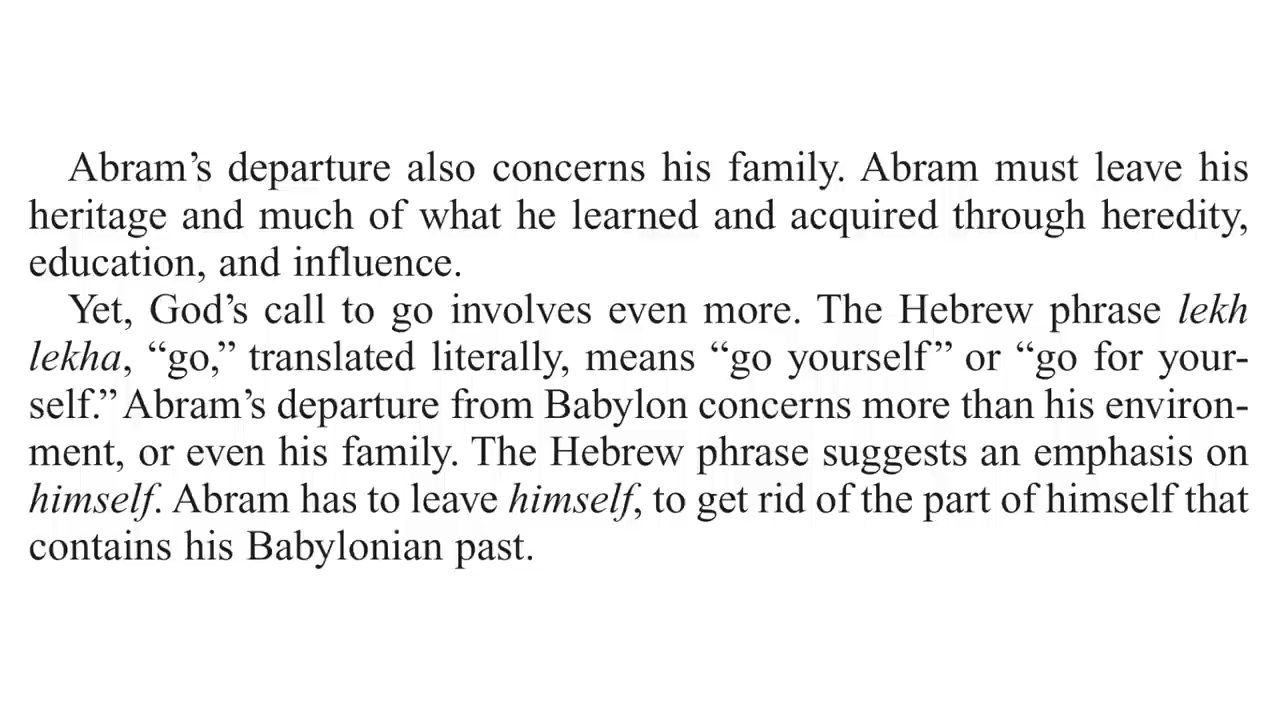 Abram’s departure also concerns his family. Abram must leave his
heritage and much of what he learned and acquired through heredity,
education, and influence.
Yet, God’s call to go involves even more. The Hebrew phrase lekh
lekha, “go,” translated literally, means “go yourself” or “go for your-
self.” Abram’s departure from Babylon concerns more than his environ-
ment, or even his family. The Hebrew phrase suggests an emphasis on
himself. Abram has to leave himself, to get rid of the part of himself that
contains his Babylonian past.